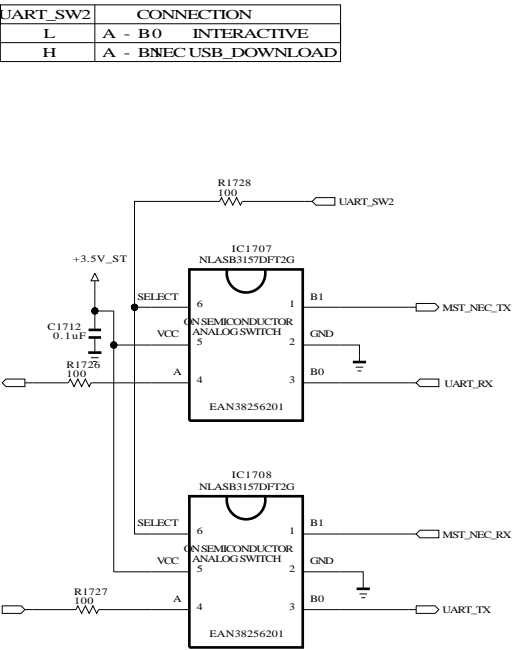 UART_SW2 CONNECTION
L A - B0 INTERACTIVE
H A - B1 NEC USB_DOWNLOAD
R1728
100
UART_SW2
IC1707
NLASB3157DFT2G
+3.5V_ST
SELECT 6 1 B1 MST_NEC_TX
C1712
0.1uF
ON SEMICONDUCTOR
ANALOG SWITCH
VCC 5 2 GND
R1726
100
A 4 3 B0 UART_RX
EAN38256201
IC1708
NLASB3157DFT2G
SELECT 6 1 B1 MST_NEC_RX
ON SEMICONDUCTOR
ANALOG SWITCH
VCC 5 2 GND
R1727
100
A 4 3 B0 UART_TX
EAN38256201